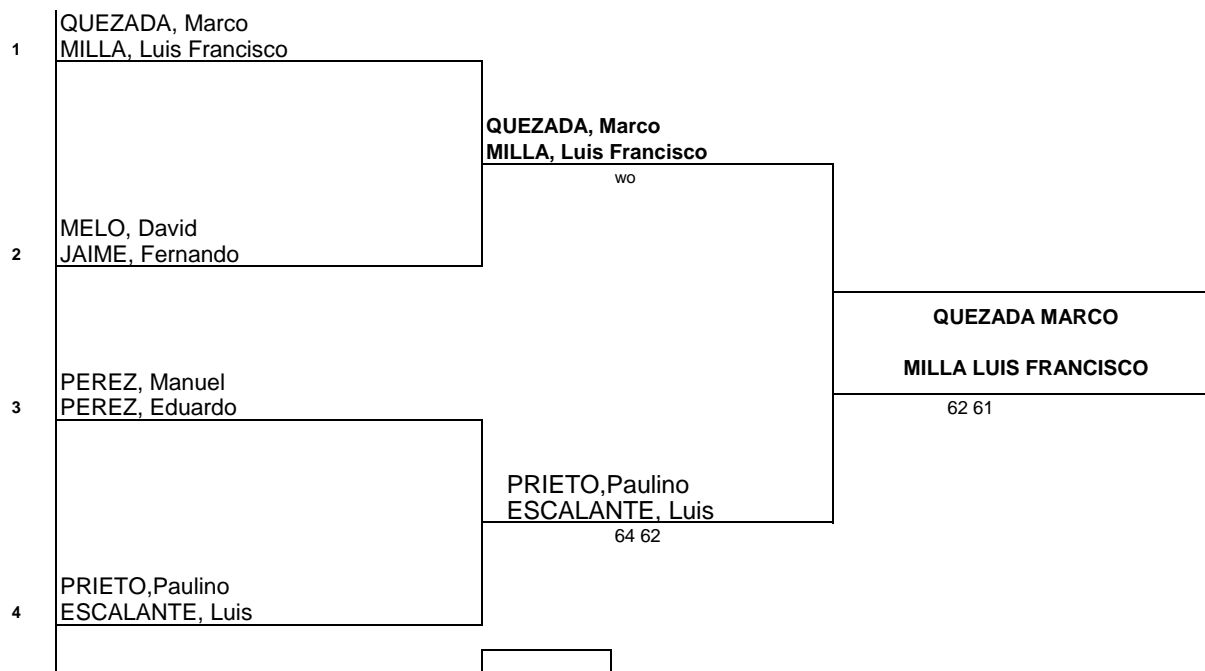 QUEZADA, Marco
1 MILLA, Luis Francisco
QUEZADA, Marco
MILLA, Luis Francisco
wo
MELO, David
2 JAIME, Fernando
QUEZADA MARCO
MILLA LUIS FRANCISCO
PEREZ, Manuel
3 PEREZ, Eduardo
62 61
PRIETO,Paulino
ESCALANTE, Luis
64 62
PRIETO,Paulino
4 ESCALANTE, Luis